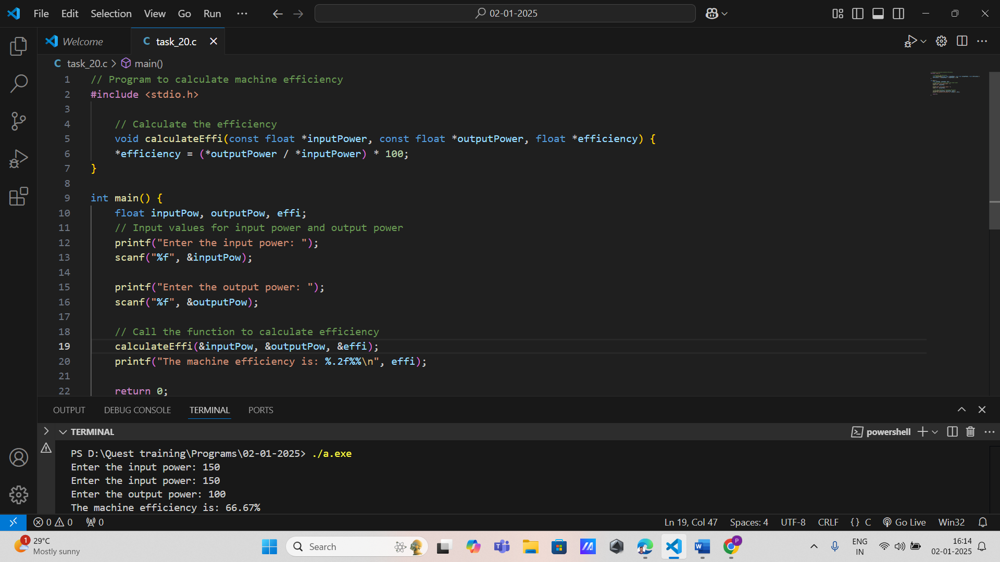 File Edit Selection View Go Run ··· 02-01-2025
Welcome task_20.c
task_20.c > main()
1 // Program to calculate machine efficiency
2 #include <stdio.h>
3
4 // Calculate the efficiency
5 void calculateEffi(const float *inputPower, const float *outputPower, float *efficiency) {
6 *efficiency = (*outputPower / *inputPower) * 100;
7 }
8
9 int main() {
10 float inputPow, outputPow, effi;
11 // Input values for input power and output power
12 printf("Enter the input power: ");
13 scanf("%f", &inputPow);
14
15 printf("Enter the output power: ");
16 scanf("%f", &outputPow);
17
18 // Call the function to calculate efficiency
19 calculateEffi(&inputPow, &outputPow, &effi);
20 printf("The machine efficiency is: %.2f%%\n", effi);
21
22 return 0;
OUTPUT DEBUG CONSOLE TERMINAL PORTS
TERMINAL powershell
PS D:\Quest training\Programs\02-01-2025> ./a.exe
Enter the input power: 150
Enter the input power: 150
Enter the output power: 100
The machine efficiency is: 66.67%
0 0 0 Ln 19, Col 47 Spaces: 4 UTF-8 CRLF {} C Go Live Win32
1 29°C
Mostly sunny
Search
ENG
IN
16:14
02-01-2025